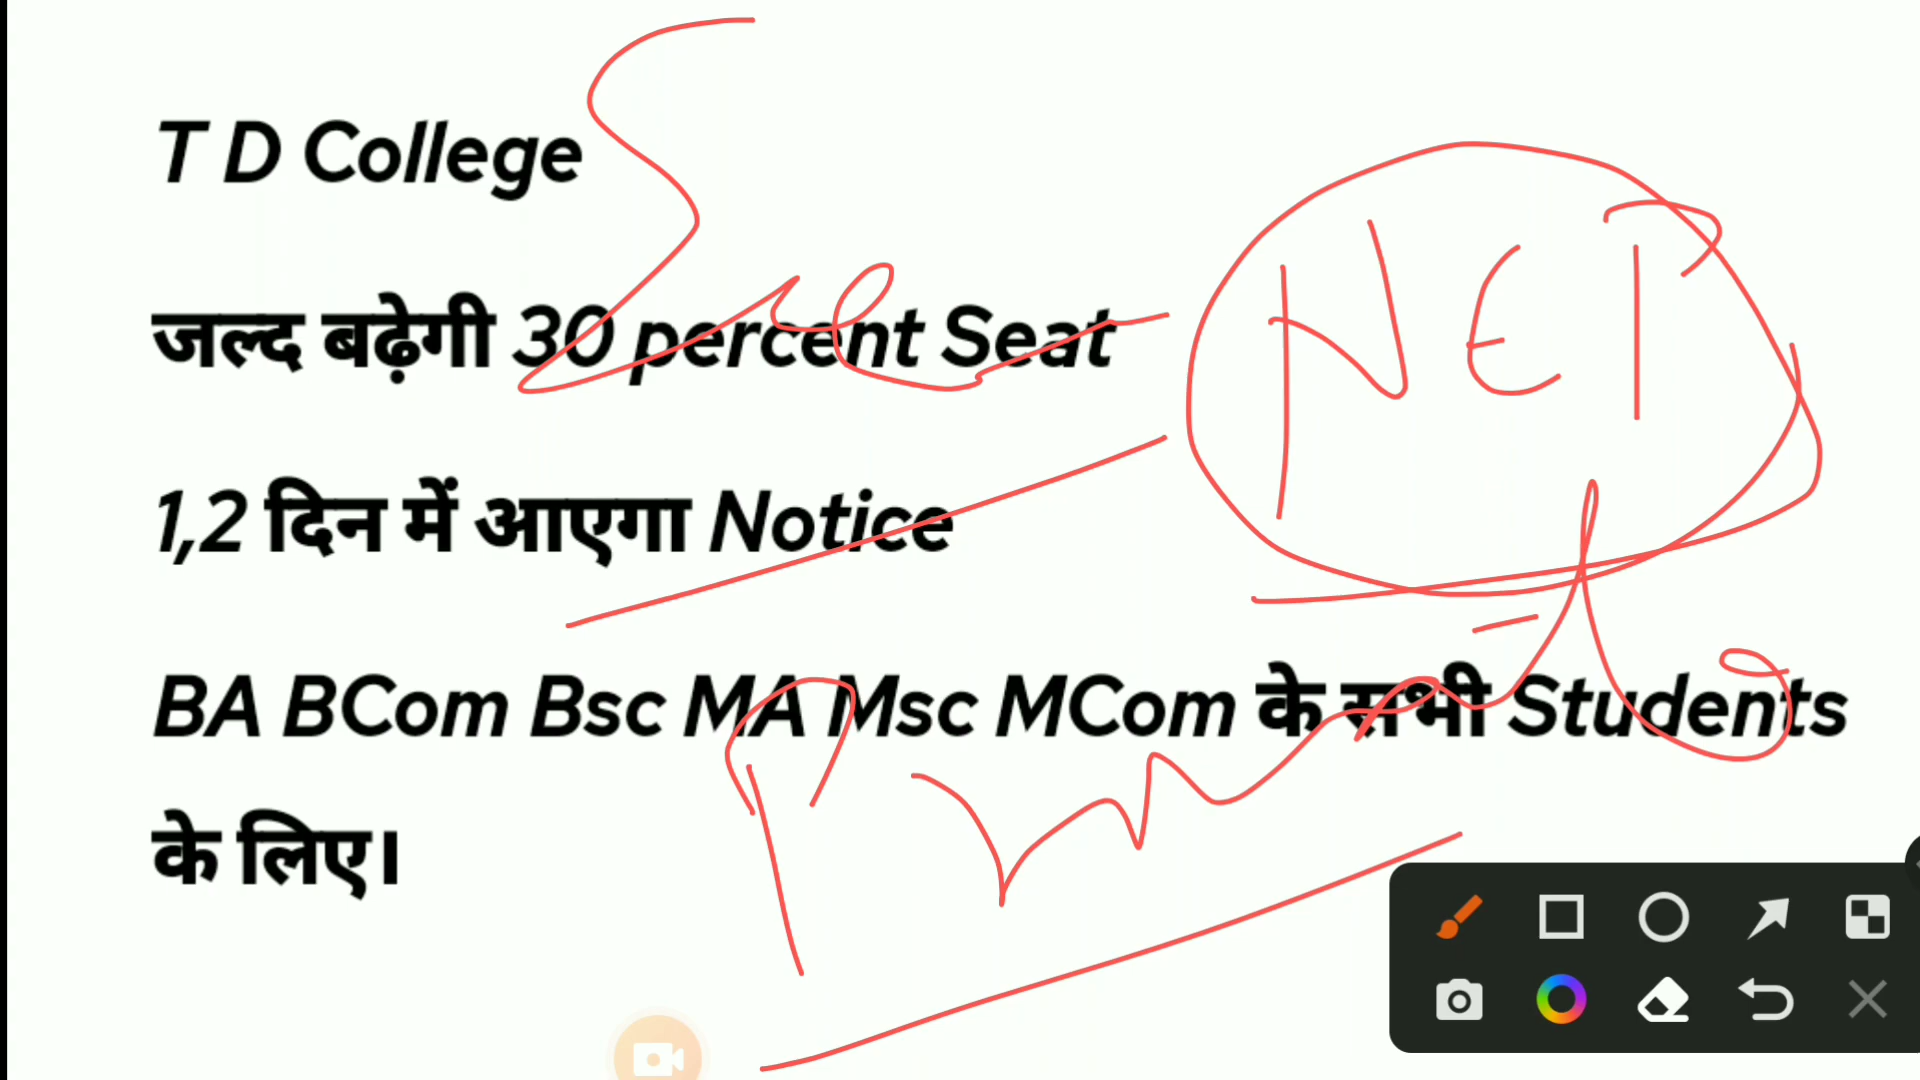 T D College
जल्द बढ़ेगी 30 percent Seat
NET
1,2 दिन में आएगा Notice
BA BCom Bsc MA Msc MCom के सभी Students
के लिए।